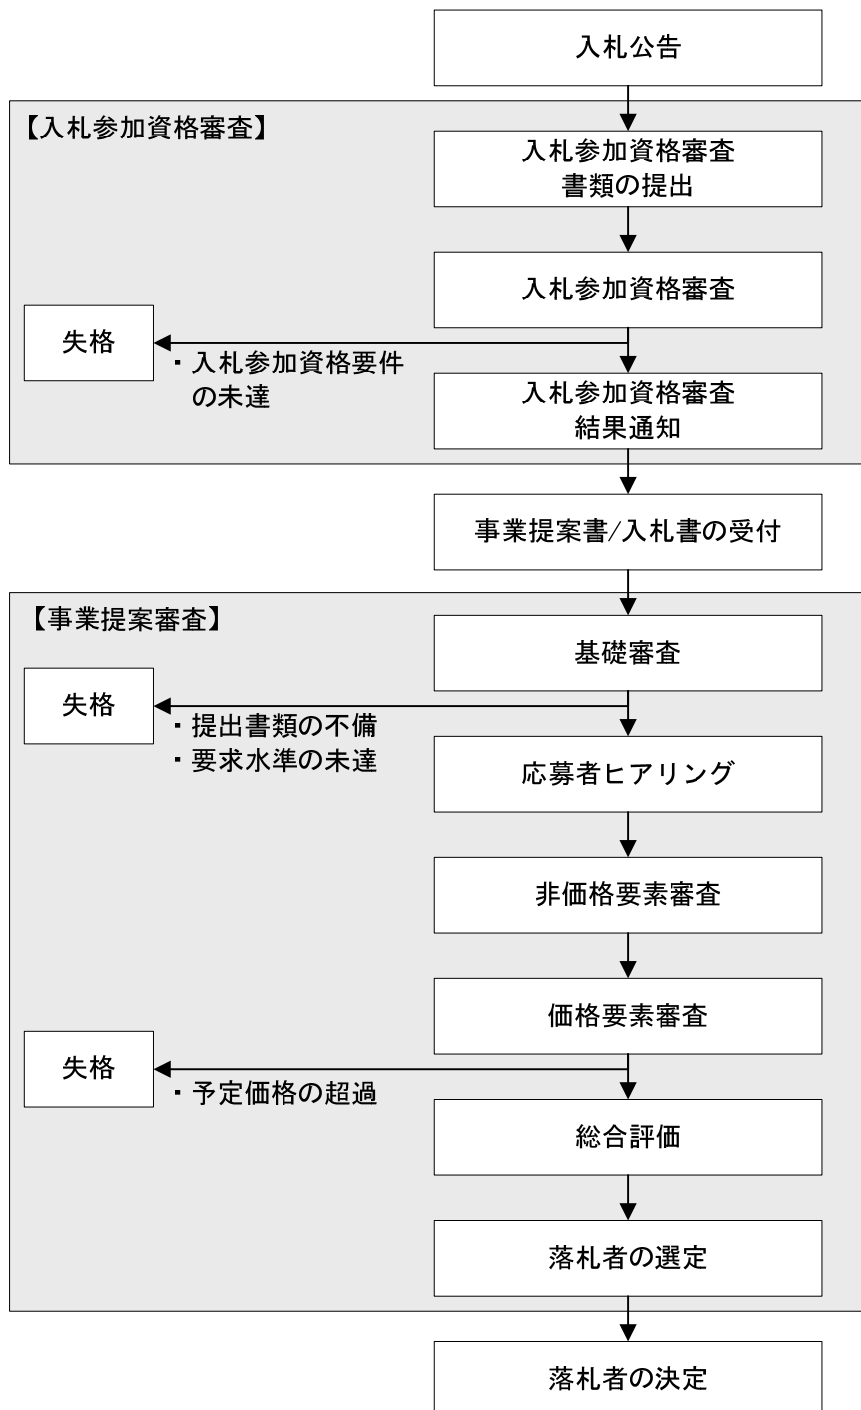 入札公告
【入札参加資格審査】
入札参加資格審査
書類の提出
入札参加資格審査
失格
・入札参加資格要件
の未達
入札参加資格審査
結果通知
事業提案書/入札書の受付
【事業提案審査】
基礎審査
失格
・提出書類の不備
・要求水準の未達
応募者ヒアリング
非価格要素審査
価格要素審査
失格
・予定価格の超過
総合評価
落札者の選定
落札者の決定